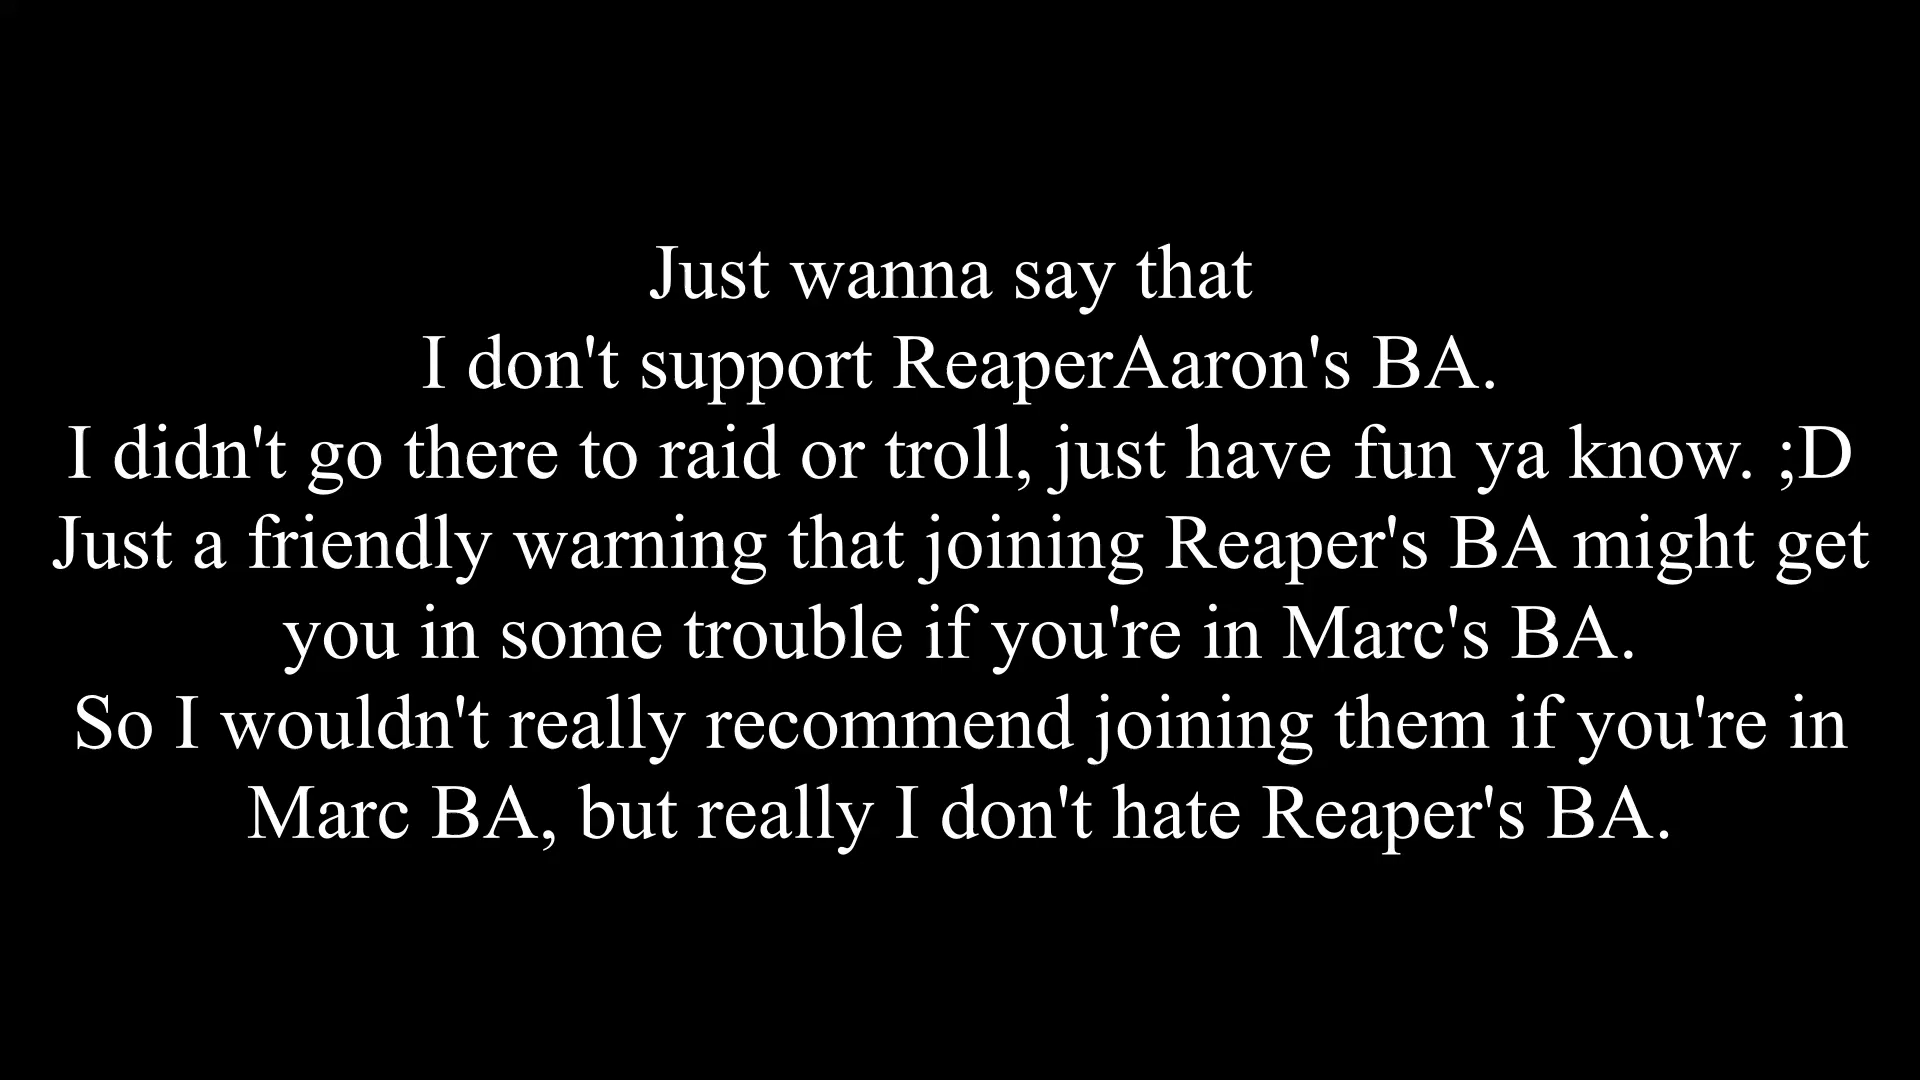 Just wanna say that
I don't support ReaperAaron's BA.
I didn't go there to raid or troll, just have fun ya know. ;D
Just a friendly warning that joining Reaper's BA might get
you in some trouble if you're in Marc's BA.
So I wouldn't really recommend joining them if you're in
Marc BA, but really I don't hate Reaper's BA.